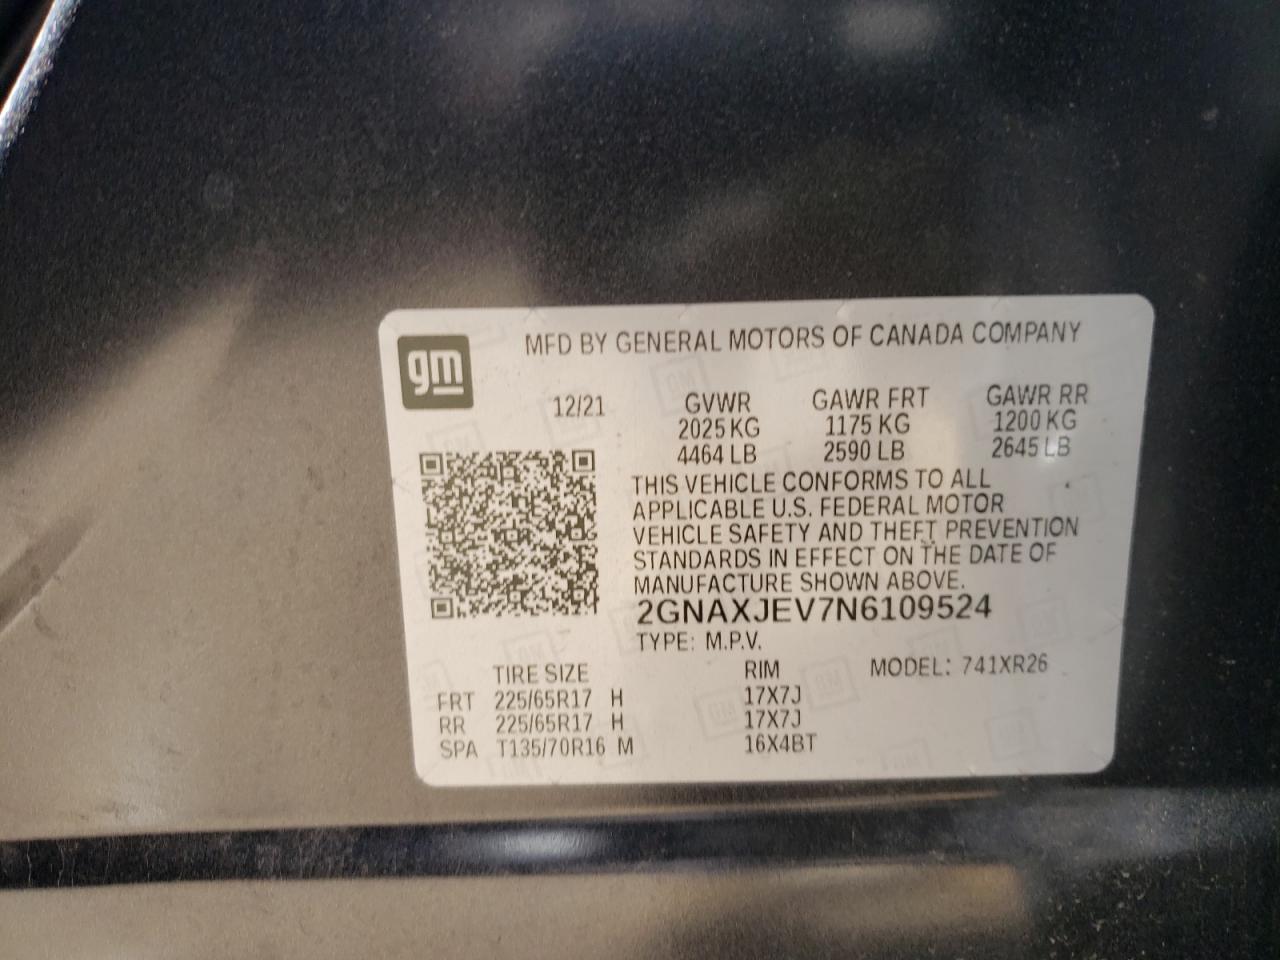 gm
MFD BY GENERAL MOTORS OF CANADA COMPANY
12/21 GVWR GAWR FRT GAWR RR
2025 KG 1175 KG 1200 KG
4464 LB 2590 LB 2645 LB
THIS VEHICLE CONFORMS TO ALL
APPLICABLE U.S. FEDERAL MOTOR
VEHICLE SAFETY AND THEFT PREVENTION
STANDARDS IN EFFECT ON THE DATE OF
MANUFACTURE SHOWN ABOVE.
2GNAXJEV7N6109524
TYPE: M.P.V.
TIRE SIZE RIM MODEL: 741XR26
FRT 225/65R17 H 17X7J
RR 225/65R17 H 17X7J
SPA T135/70R16 M 16X4BT